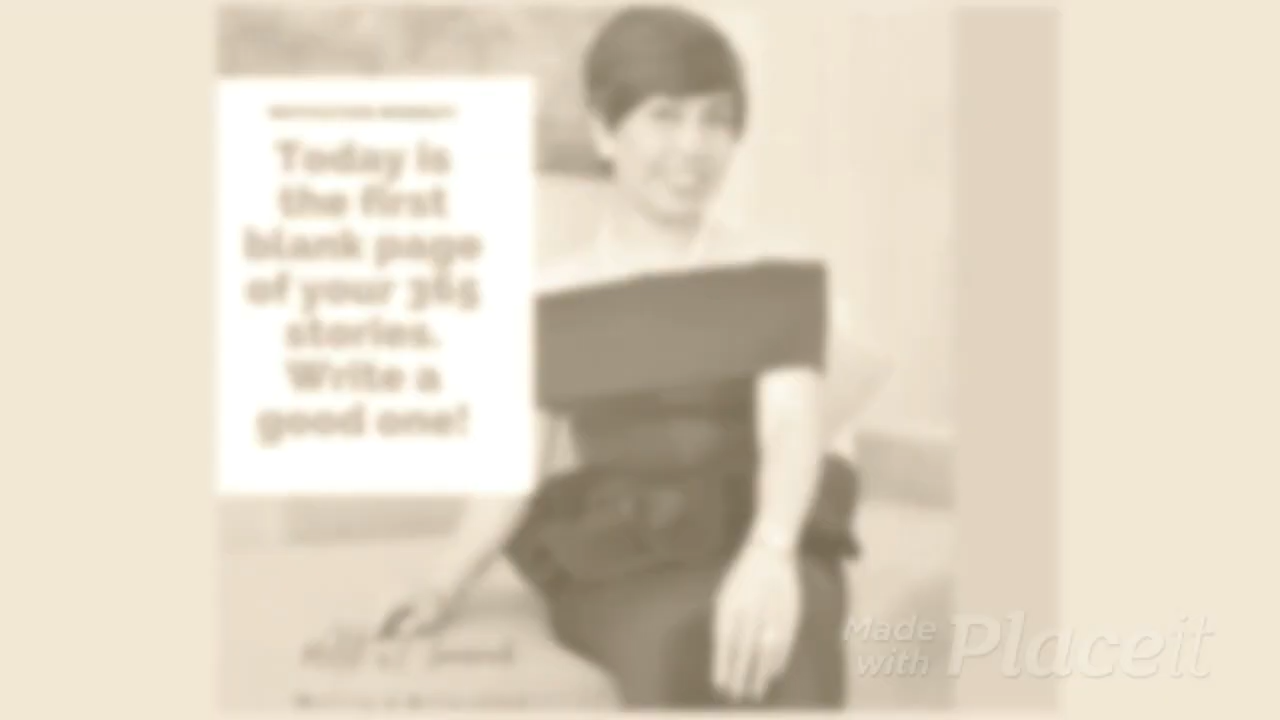 Today is
the first
blank page
of your 365
stories.
Write a
good one!
Made
with Placeit